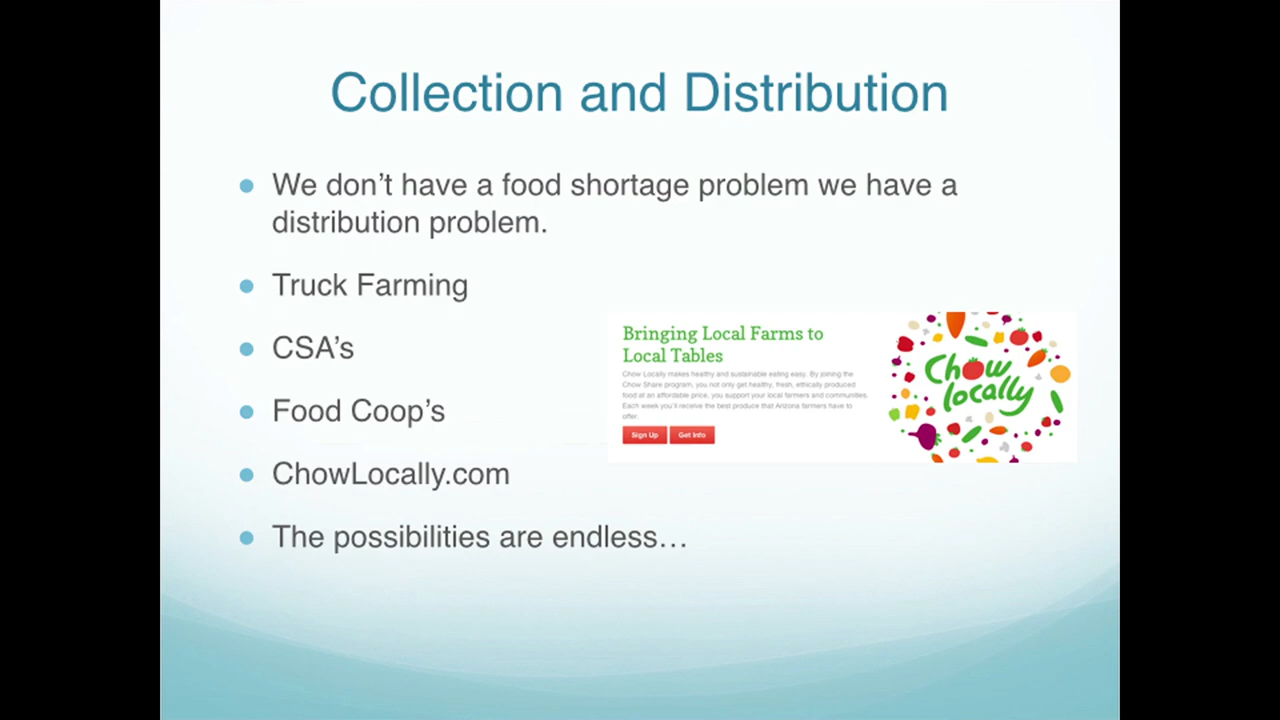 Collection and Distribution
We don't have a food shortage problem we have a
distribution problem.
Truck Farming
CSA's
Food Coop's
ChowLocally.com
The possibilities are endless…
Bringing Local Farms to
Local Tables
Chow Locally makes healthy and sustainable eating easy. By joining the
Chow Share program, you not only get healthy, fresh, ethically produced
food at an affordable price, you support your local farmers and communities.
Each week you'll receive the best produce that Arizona farmers have to
offer.
Sign Up Get Info
Chow
locally